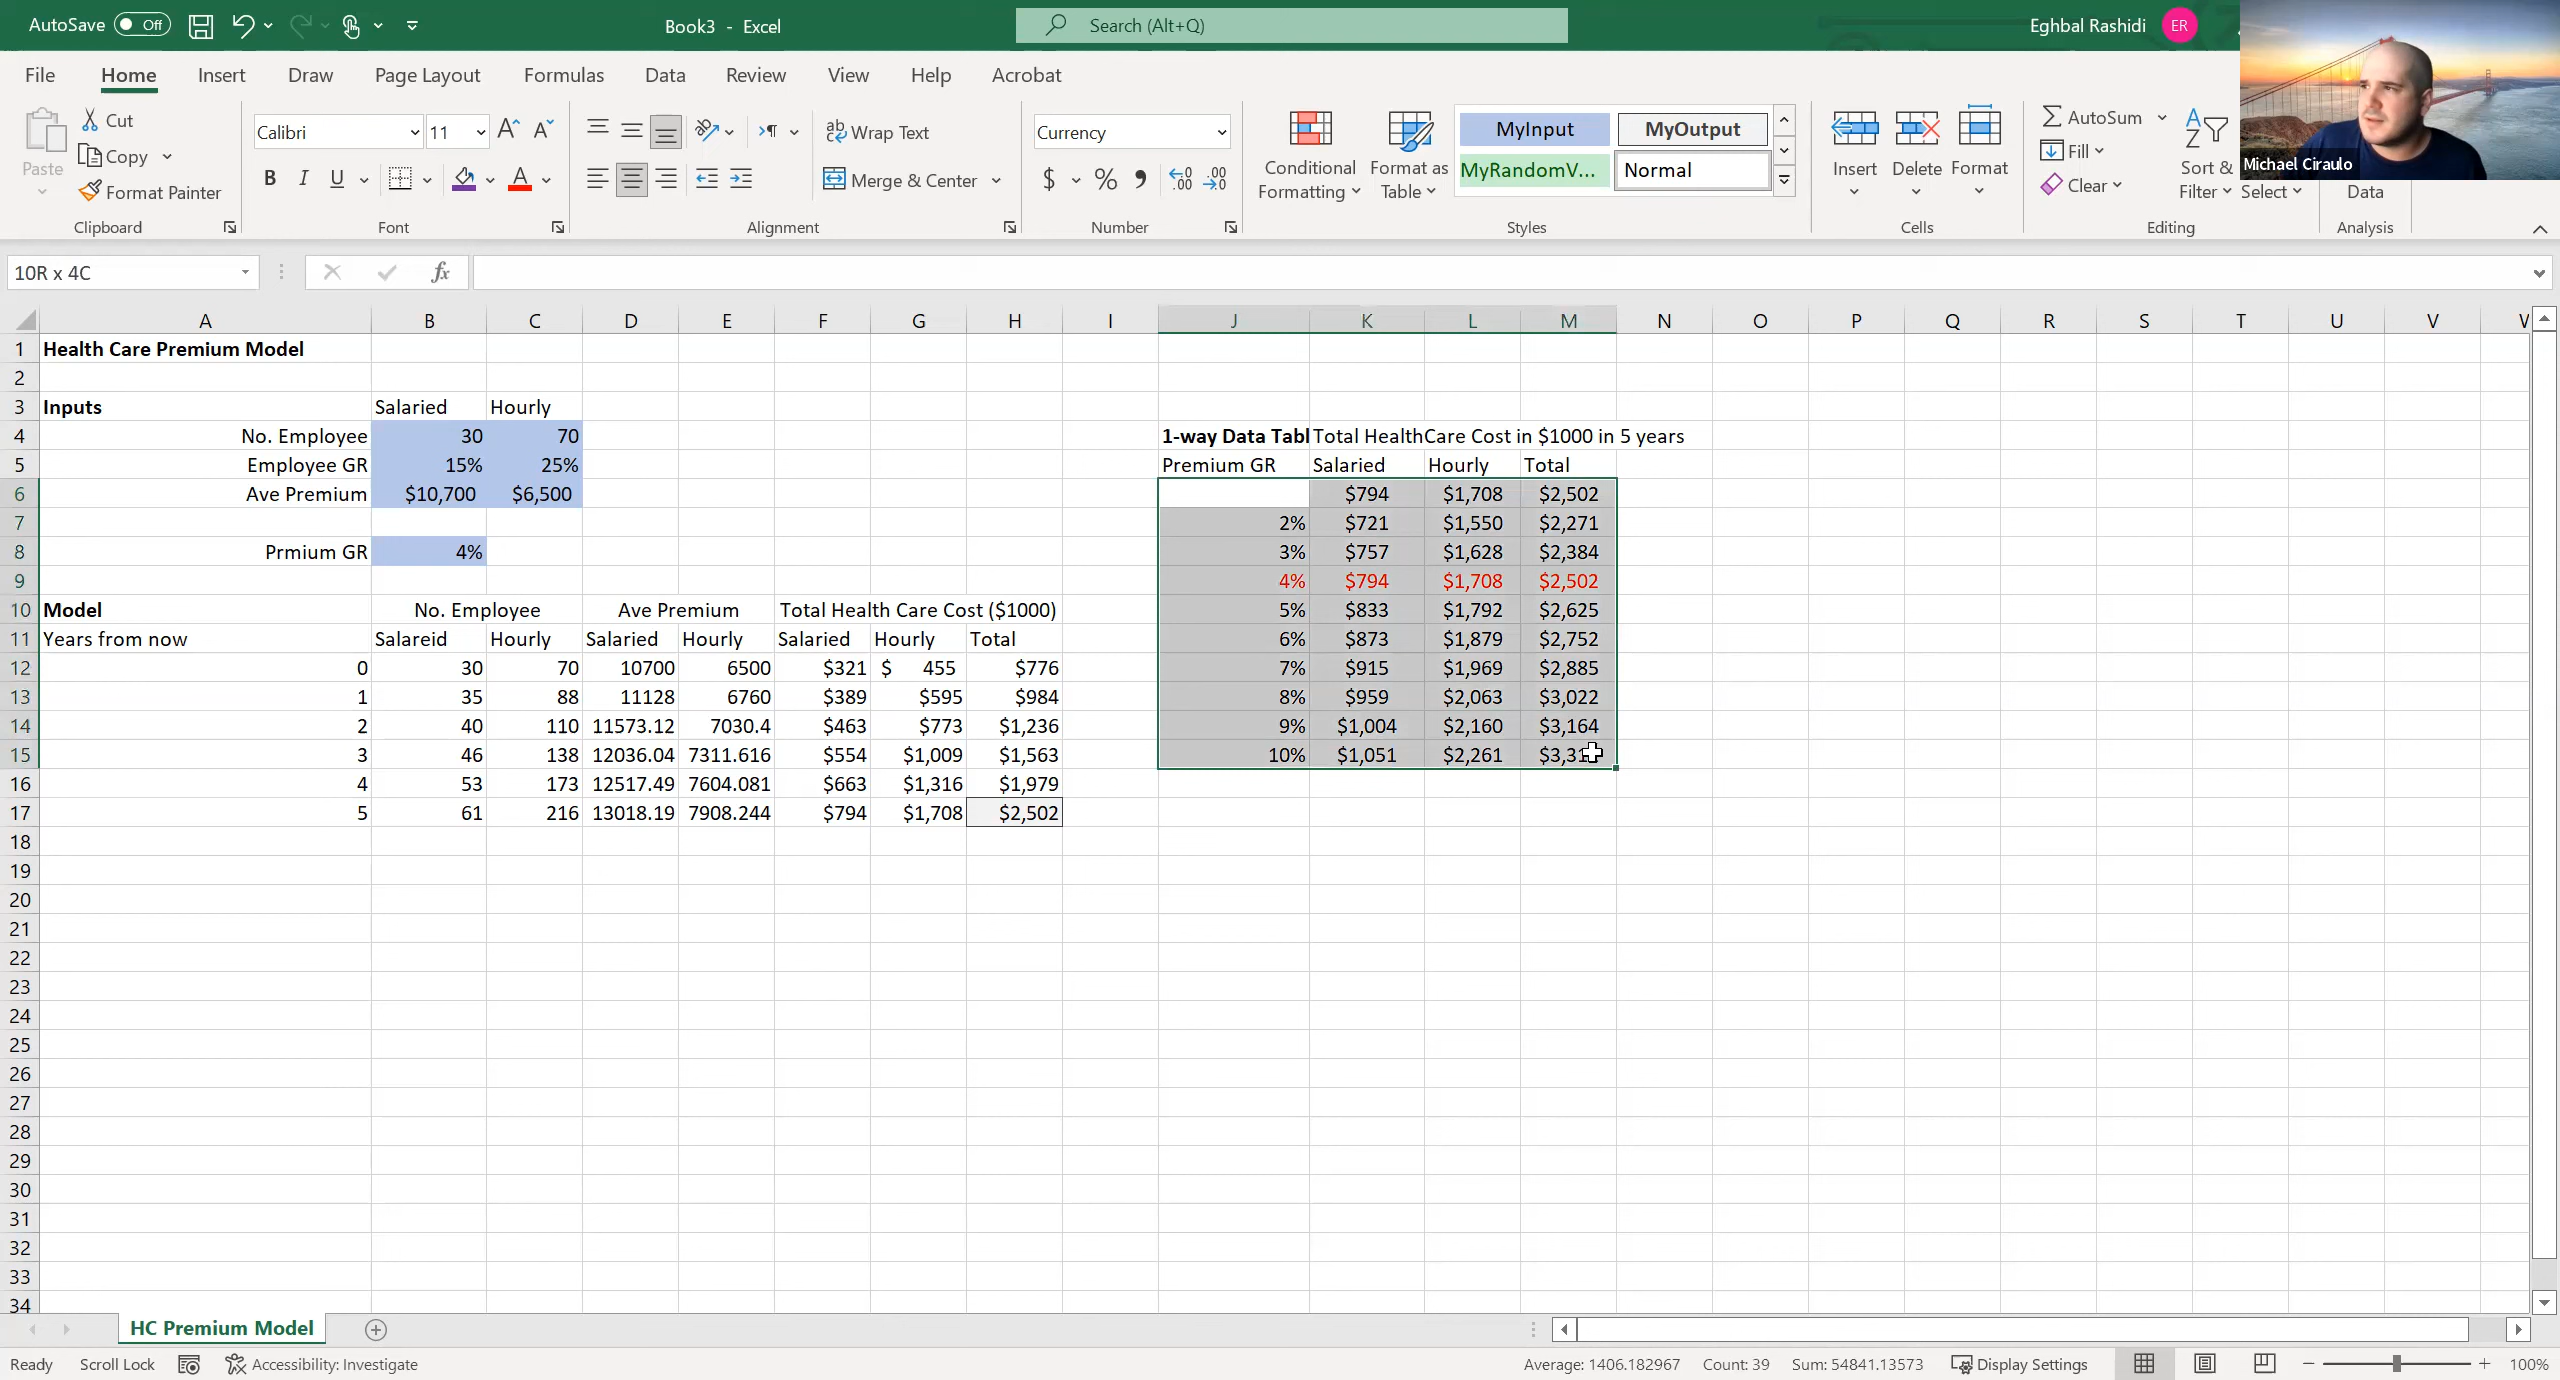 AutoSave Off Book3 - Excel Search (Alt+Q) Eghbal Rashidi ER
File Home Insert Draw Page Layout Formulas Data Review View Help Acrobat
Paste Cut Copy Format Painter Clipboard
Calibri 11 B I U Font
Wrap Text Merge & Center Alignment
Currency $ % Number
Conditional Formatting Format as Table MyInput MyOutput MyRandomV... Normal Styles
Insert Delete Format Cells
AutoSum Fill Clear Sort & Filter Select Editing
Data Analysis
Michael Ciraulo
10R x 4C fx
A B C D E F G H I J K L M N O P Q R S T U V
1 Health Care Premium Model
2
3 Inputs Salaried Hourly
4 No. Employee 30 70 1-way Data Tabl Total HealthCare Cost in $1000 in 5 years
5 Employee GR 15% 25% Premium GR Salaried Hourly Total
6 Ave Premium $10,700 $6,500 $794 $1,708 $2,502
7 2% $721 $1,550 $2,271
8 Prmium GR 4% 3% $757 $1,628 $2,384
9 4% $794 $1,708 $2,502
10 Model No. Employee Ave Premium Total Health Care Cost ($1000) 5% $833 $1,792 $2,625
11 Years from now Salareid Hourly Salaried Hourly Salaried Hourly Total 6% $873 $1,879 $2,752
12 0 30 70 10700 6500 $321 $ 455 $776 7% $915 $1,969 $2,885
13 1 35 88 11128 6760 $389 $595 $984 8% $959 $2,063 $3,022
14 2 40 110 11573.12 7030.4 $463 $773 $1,236 9% $1,004 $2,160 $3,164
15 3 46 138 12036.04 7311.616 $554 $1,009 $1,563 10% $1,051 $2,261
16 4 53 173 12517.49 7604.081 $663 $1,316 $1,979
17 5 61 216 13018.19 7908.244 $794 $1,708 $2,502
18
19
20
21
22
23
24
25
26
27
28
29
30
31
32
33
34
HC Premium Model
Ready Scroll Lock Accessibility: Investigate Average: 1406.182967 Count: 39 Sum: 54841.13573 Display Settings 100%